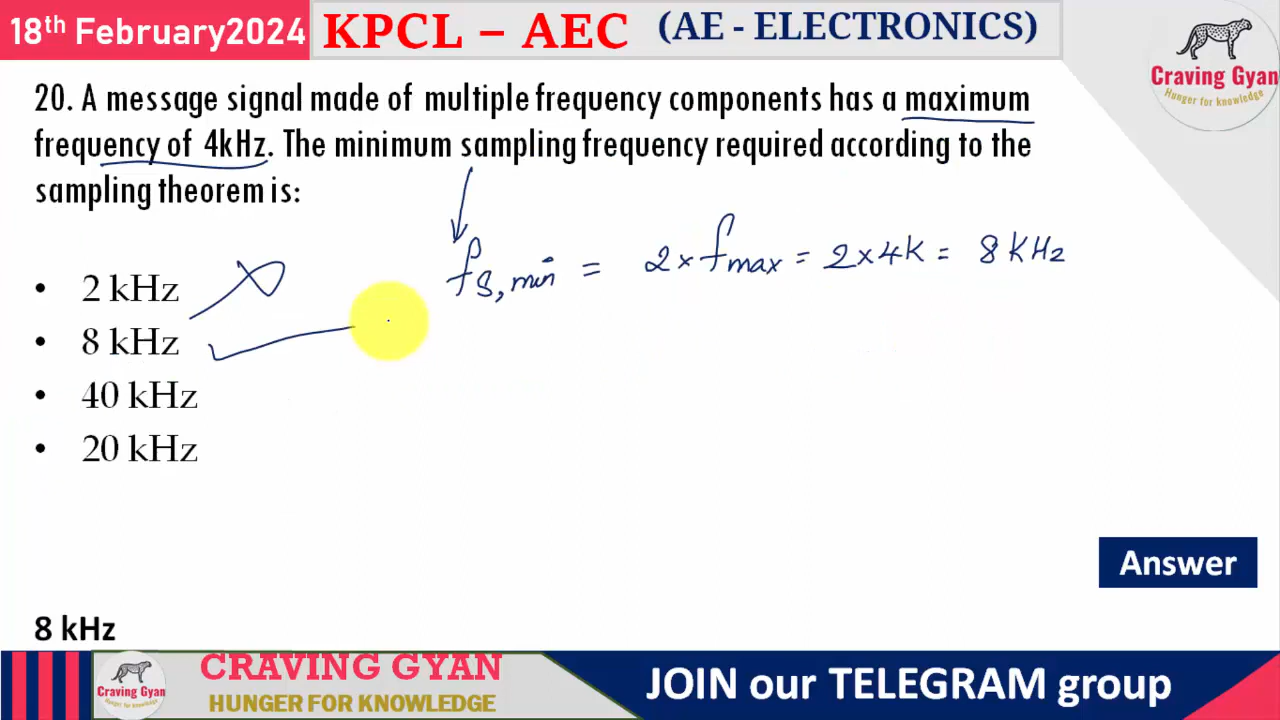 18th February2024
KPCL – AEC
(AE - ELECTRONICS)
Craving Gyan
Hunger for knowledge
20. A message signal made of multiple frequency components has a maximum
frequency of 4kHz. The minimum sampling frequency required according to the
sampling theorem is:
fs,min = 2 × fmax = 2 × 4K = 8 KHz
• 2 kHz
• 8 kHz
• 40 kHz
• 20 kHz
Answer
8 kHz
Craving Gyan
CRAVING GYAN
HUNGER FOR KNOWLEDGE
JOIN our TELEGRAM group